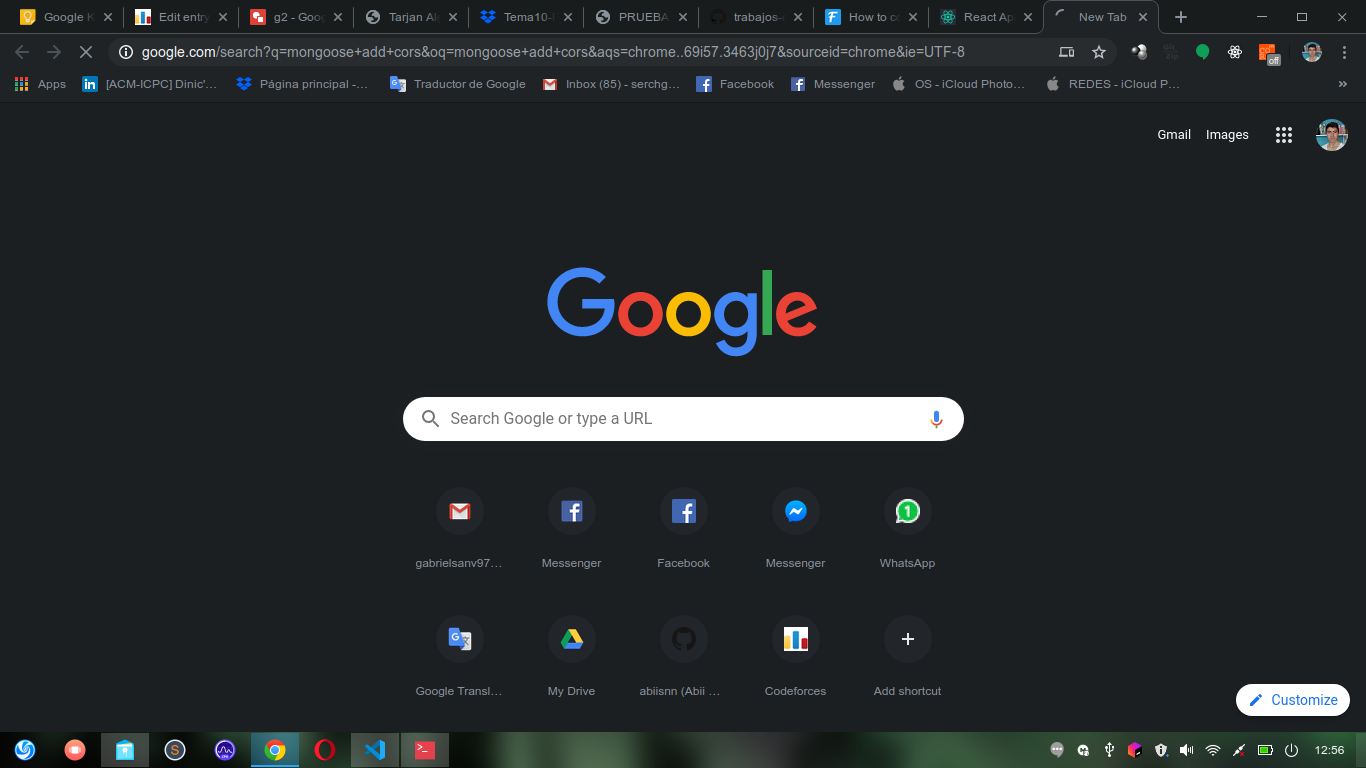 Google K
Edit entry
g2 - Goog
Tarjan Al
Tema10-
PRUEBA
trabajos-
How to c
React Ap
New Tab
google.com/search?q=mongoose+add+cors&oq=mongoose+add+cors&aqs=chrome..69i57.3463j0j7&sourceid=chrome&ie=UTF-8
off
Apps
[ACM-ICPC] Dinic'...
Página principal -...
Traductor de Google
Inbox (85) - serchg...
Facebook
Messenger
OS - iCloud Photo...
REDES - iCloud P...
»
Gmail
Images
Google
Search Google or type a URL
1
gabrielsanv97...
Messenger
Facebook
Messenger
WhatsApp
Google Transl...
My Drive
abiisnn (Abii ...
Codeforces
Add shortcut
Customize
12:56